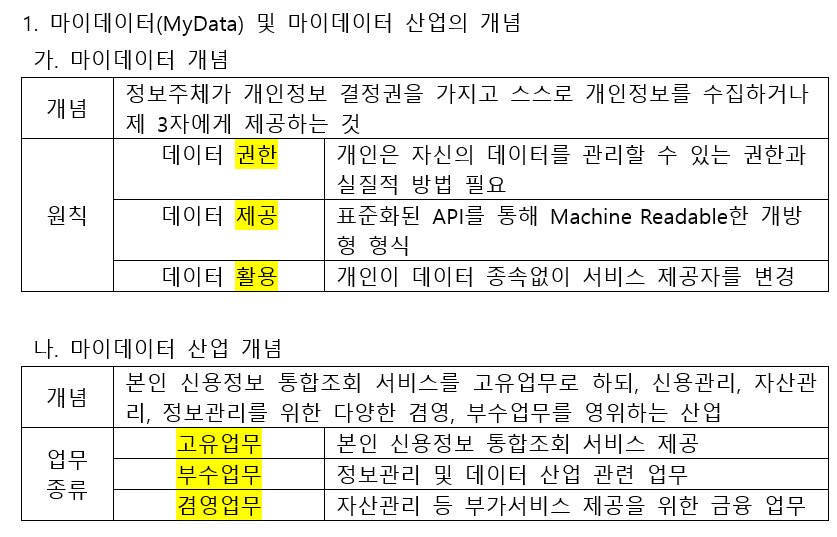 1. 마이데이터(MyData) 및 마이데이터 산업의 개념
가. 마이데이터 개념
개념
정보주체가 개인정보 결정권을 가지고 스스로 개인정보를 수집하거나
제 3자에게 제공하는 것
원칙
데이터 권한
개인은 자신의 데이터를 관리할 수 있는 권한과
실질적 방법 필요
데이터 제공
표준화된 API를 통해 Machine Readable한 개방
형 형식
데이터 활용
개인이 데이터 종속없이 서비스 제공자를 변경
나. 마이데이터 산업 개념
개념
본인 신용정보 통합조회 서비스를 고유업무로 하되, 신용관리, 자산관
리, 정보관리를 위한 다양한 겸영, 부수업무를 영위하는 산업
업무
종류
고유업무
본인 신용정보 통합조회 서비스 제공
부수업무
정보관리 및 데이터 산업 관련 업무
겸영업무
자산관리 등 부가서비스 제공을 위한 금융 업무